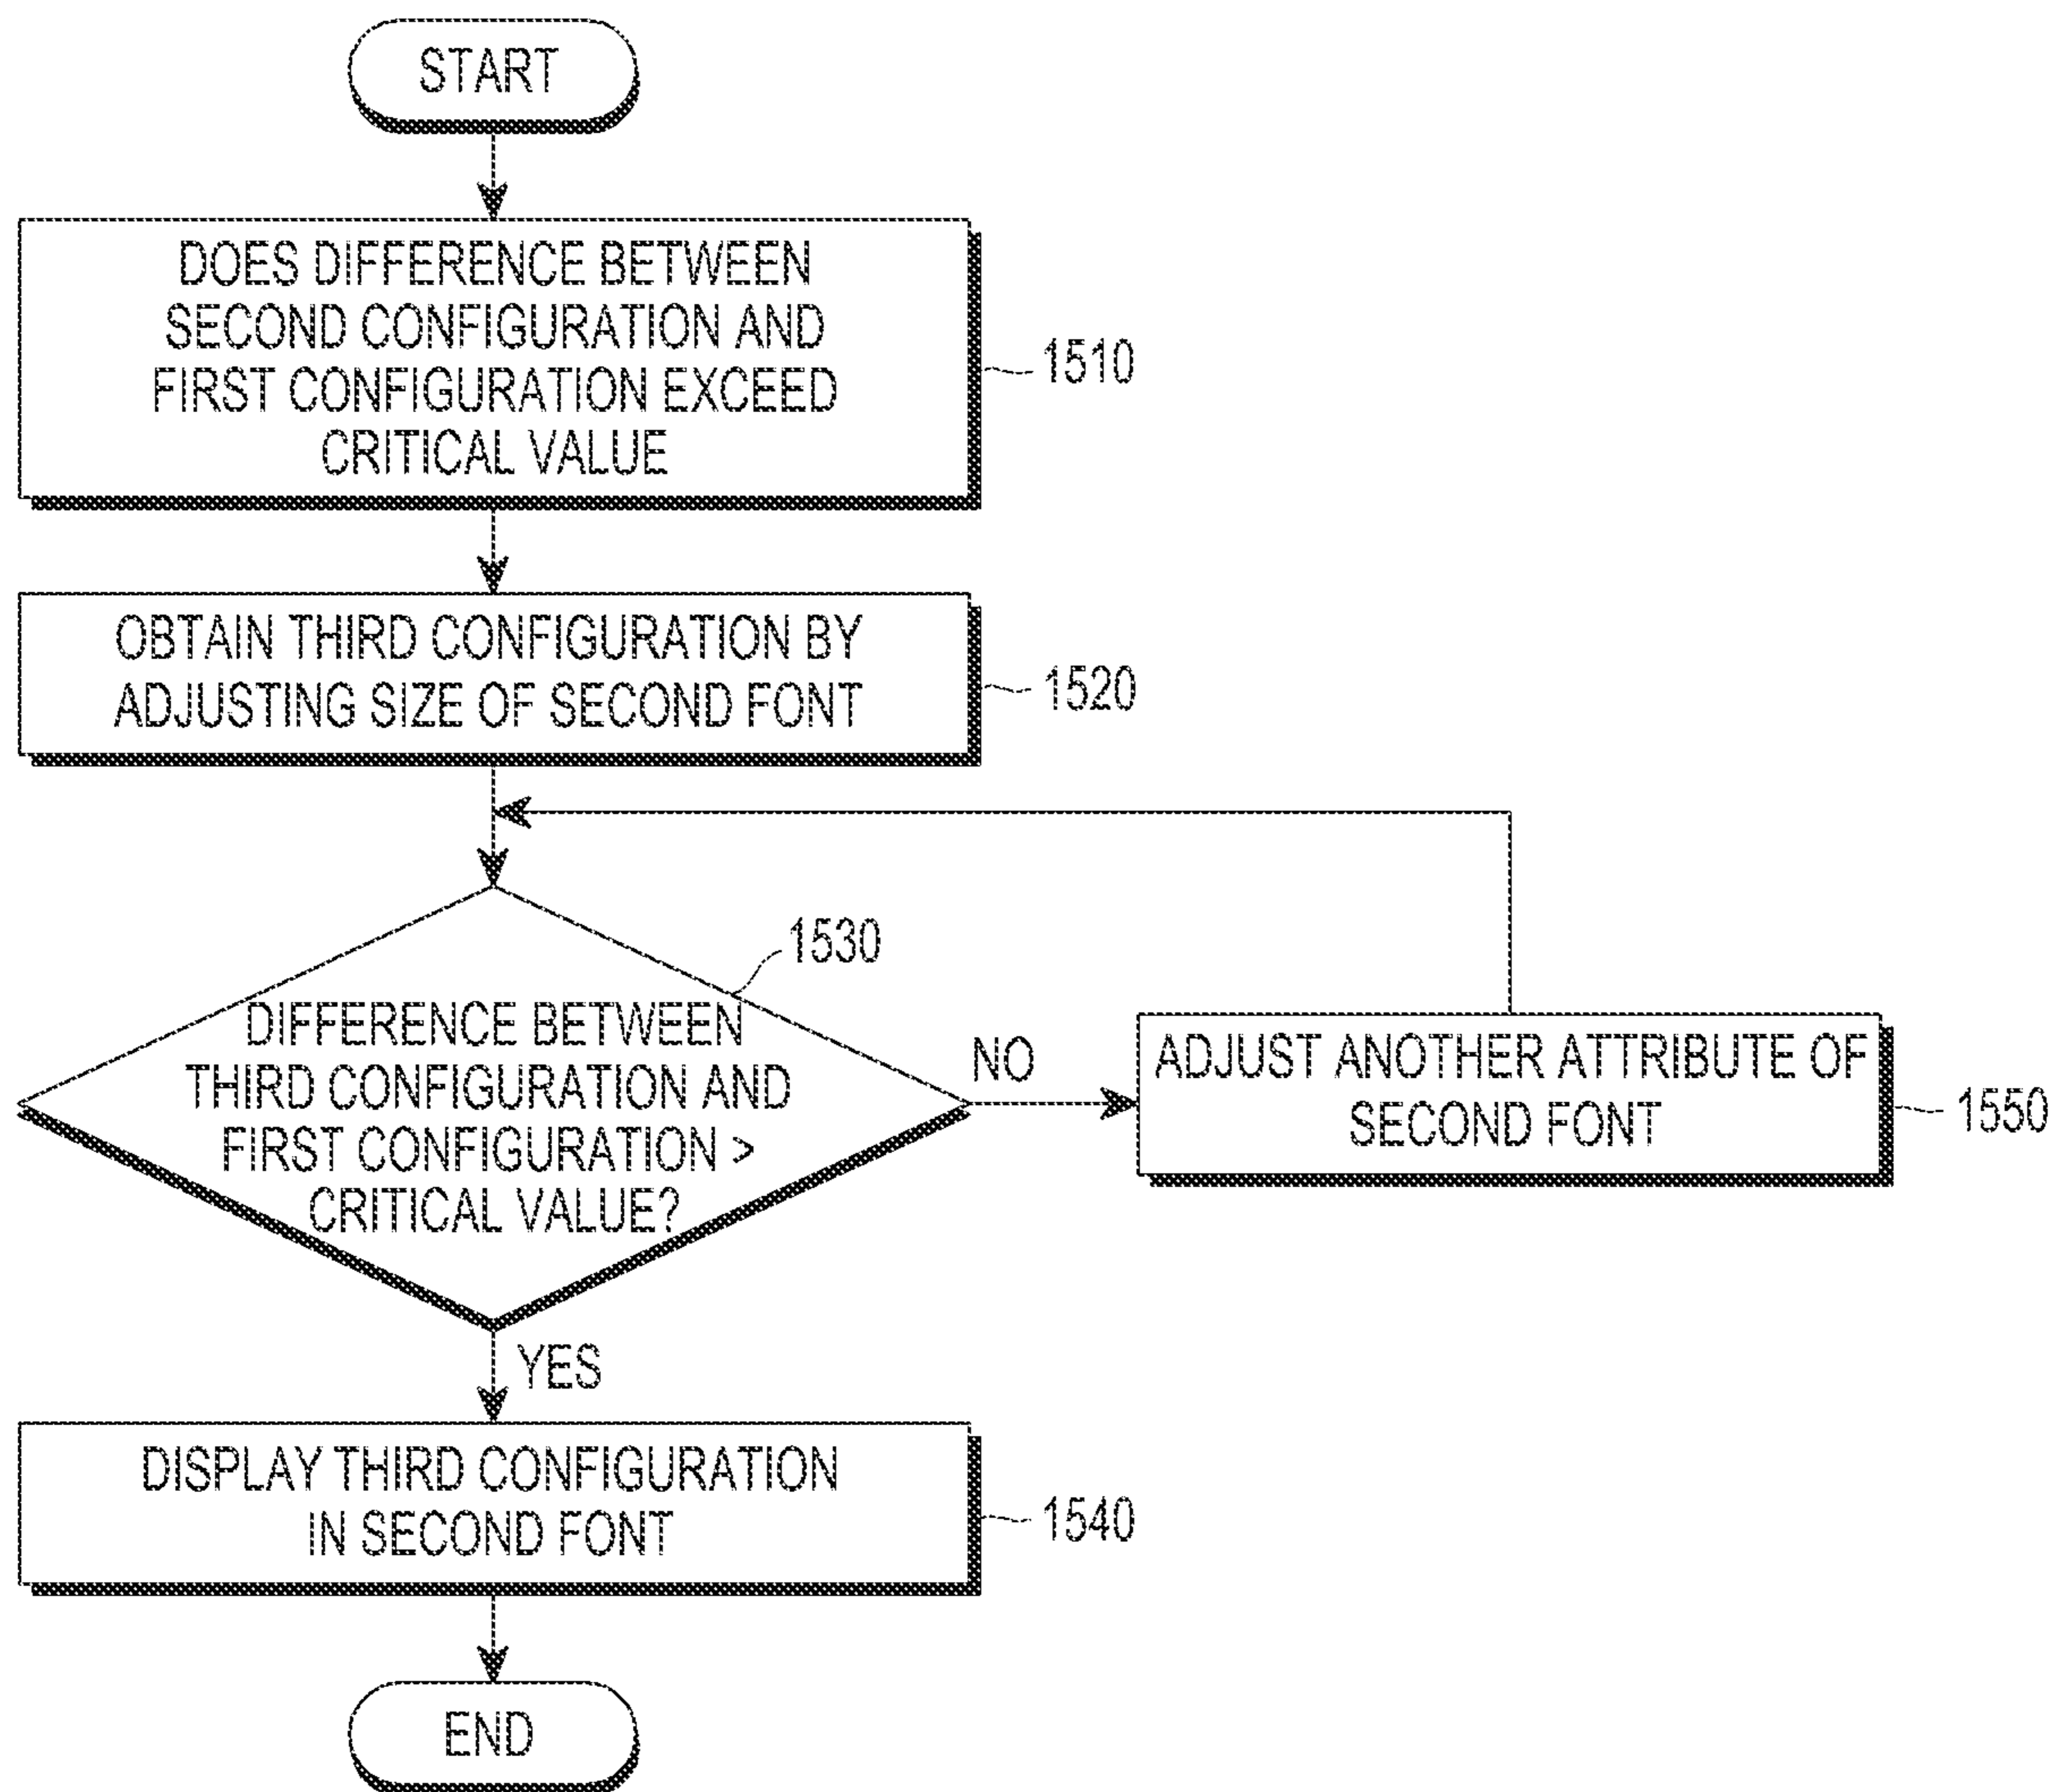 START
DOES DIFFERENCE BETWEEN
SECOND CONFIGURATION AND
FIRST CONFIGURATION EXCEED
CRITICAL VALUE
1510
OBTAIN THIRD CONFIGURATION BY
ADJUSTING SIZE OF SECOND FONT
1520
1530
DIFFERENCE BETWEEN
THIRD CONFIGURATION AND
FIRST CONFIGURATION >
CRITICAL VALUE?
NO
ADJUST ANOTHER ATTRIBUTE OF
SECOND FONT
1550
YES
DISPLAY THIRD CONFIGURATION
IN SECOND FONT
1540
END